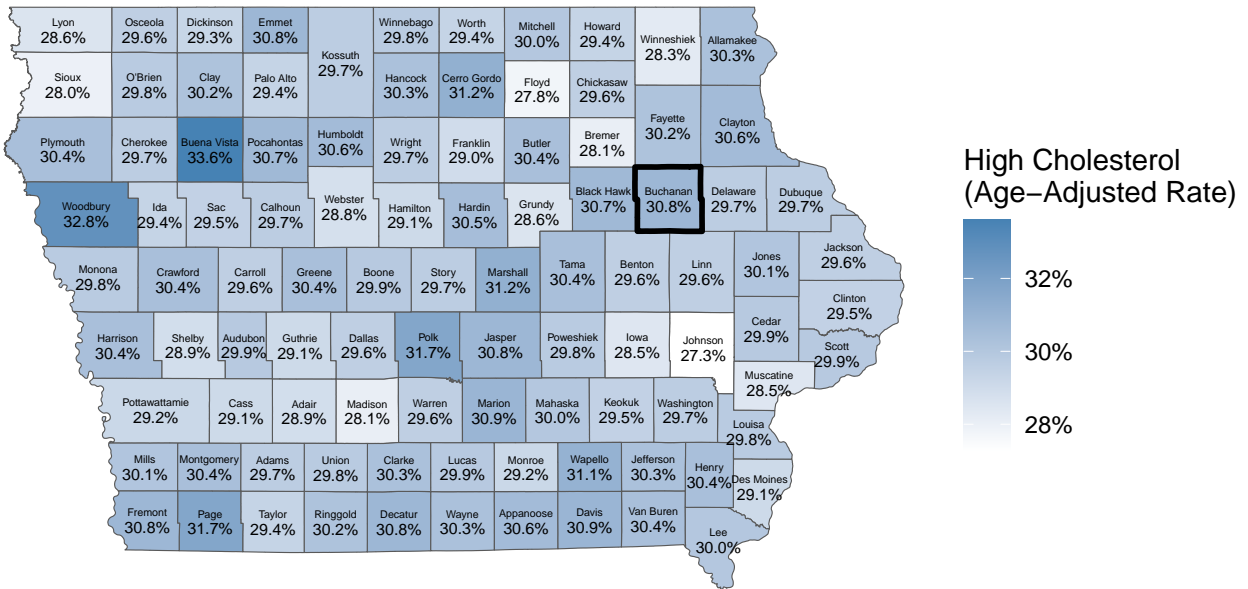 Lyon
28.6%
Osceola
29.6%
Dickinson
29.3%
Emmet
30.8%
Kossuth
29.7%
Winnebago
29.8%
Worth
29.4%
Mitchell
30.0%
Howard
29.4%
Winneshiek
28.3%
Allamakee
30.3%
Sioux
28.0%
O'Brien
29.8%
Clay
30.2%
Palo Alto
29.4%
Hancock
30.3%
Cerro Gordo
31.2%
Floyd
27.8%
Chickasaw
29.6%
Fayette
30.2%
Clayton
30.6%
Plymouth
30.4%
Cherokee
29.7%
Buena Vista
33.6%
Pocahontas
30.7%
Humboldt
30.6%
Wright
29.7%
Franklin
29.0%
Butler
30.4%
Bremer
28.1%
Woodbury
32.8%
Ida
29.4%
Sac
29.5%
Calhoun
29.7%
Webster
28.8%
Hamilton
29.1%
Hardin
30.5%
Grundy
28.6%
Black Hawk
30.7%
Buchanan
30.8%
Delaware
29.7%
Dubuque
29.7%
Monona
29.8%
Crawford
30.4%
Carroll
29.6%
Greene
30.4%
Boone
29.9%
Story
29.7%
Marshall
31.2%
Tama
30.4%
Benton
29.6%
Linn
29.6%
Jones
30.1%
Jackson
29.6%
Clinton
29.5%
Harrison
30.4%
Shelby
28.9%
Audubon
29.9%
Guthrie
29.1%
Dallas
29.6%
Polk
31.7%
Jasper
30.8%
Poweshiek
29.8%
Iowa
28.5%
Johnson
27.3%
Cedar
29.9%
Scott
29.9%
Muscatine
28.5%
Pottawattamie
29.2%
Cass
29.1%
Adair
28.9%
Madison
28.1%
Warren
29.6%
Marion
30.9%
Mahaska
30.0%
Keokuk
29.5%
Washington
29.7%
Louisa
29.8%
Mills
30.1%
Montgomery
30.4%
Adams
29.7%
Union
29.8%
Clarke
30.3%
Lucas
29.9%
Monroe
29.2%
Wapello
31.1%
Jefferson
30.3%
Henry
30.4%
Des Moines
29.1%
Fremont
30.8%
Page
31.7%
Taylor
29.4%
Ringgold
30.2%
Decatur
30.8%
Wayne
30.3%
Appanoose
30.6%
Davis
30.9%
Van Buren
30.4%
Lee
30.0%
High Cholesterol
(Age−Adjusted Rate)
32%
30%
28%